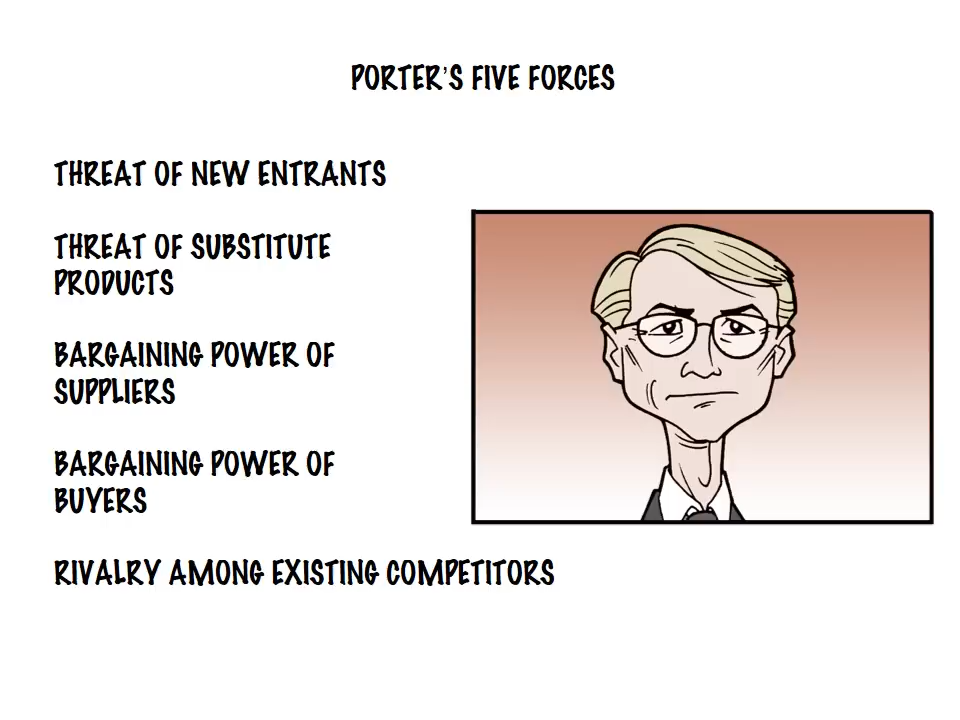 PORTER'S FIVE FORCES
THREAT OF NEW ENTRANTS
THREAT OF SUBSTITUTE
PRODUCTS
BARGAINING POWER OF
SUPPLIERS
BARGAINING POWER OF
BUYERS
RIVALRY AMONG EXISTING COMPETITORS